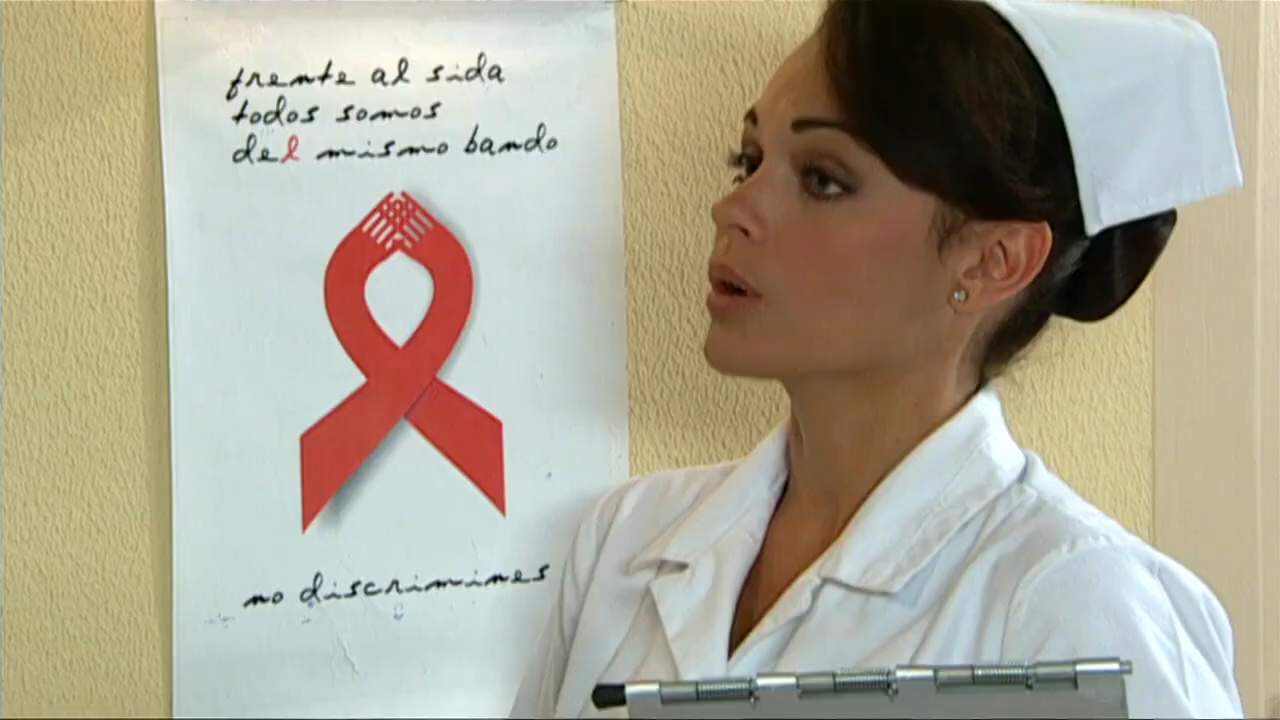 frente al sida
todos somos
del mismo bando
no discrimines